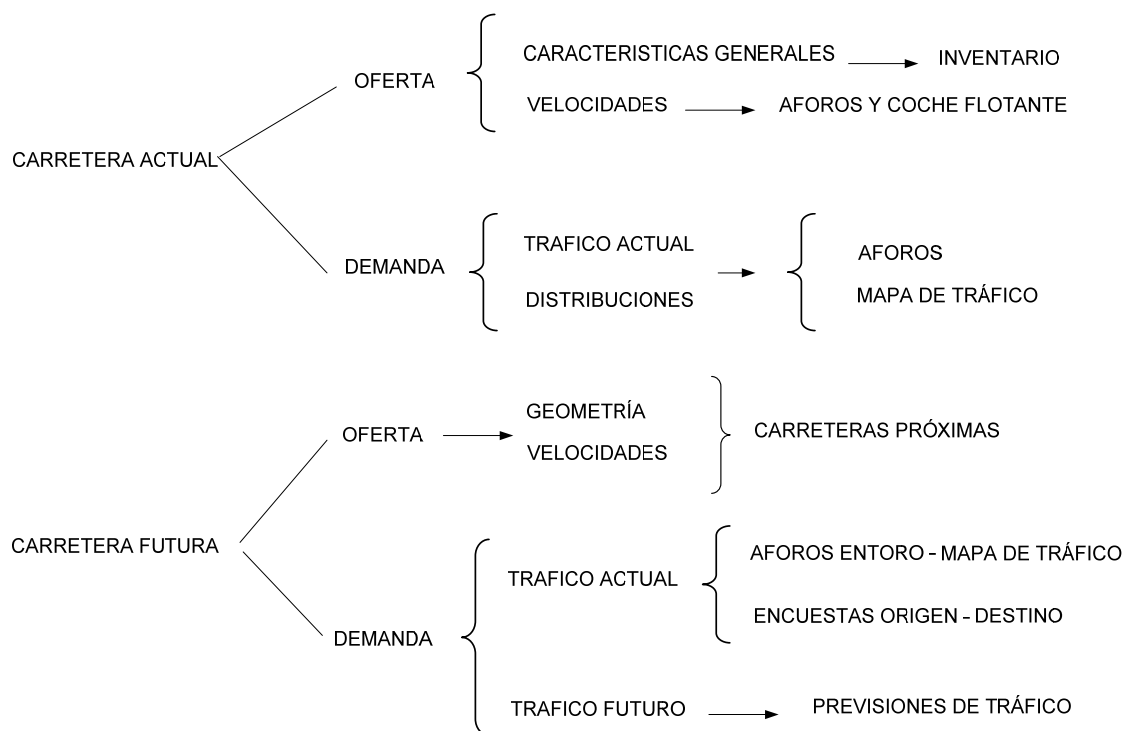 CARACTERISTICAS GENERALES INVENTARIO
OFERTA
VELOCIDADES AFOROS Y COCHE FLOTANTE
CARRETERA ACTUAL
TRAFICO ACTUAL AFOROS
DEMANDA
DISTRIBUCIONES MAPA DE TRÁFICO
GEOMETRÍA
OFERTA CARRETERAS PRÓXIMAS
VELOCIDADES
CARRETERA FUTURA
AFOROS ENTORO - MAPA DE TRÁFICO
TRAFICO ACTUAL
ENCUESTAS ORIGEN - DESTINO
DEMANDA
TRAFICO FUTURO PREVISIONES DE TRÁFICO